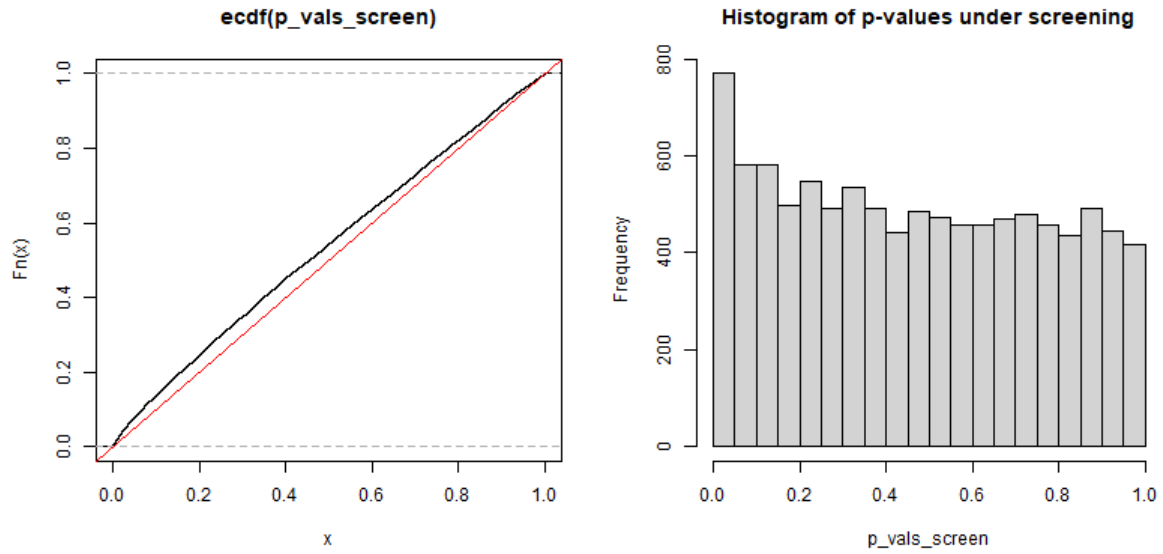 ecdf(p_vals_screen)
Fn(x)
1.0
0.8
0.6
0.4
0.2
0.0
0.0 0.2 0.4 0.6 0.8 1.0
x
Histogram of p-values under screening
Frequency
800
600
400
200
0
0.0 0.2 0.4 0.6 0.8 1.0
p_vals_screen